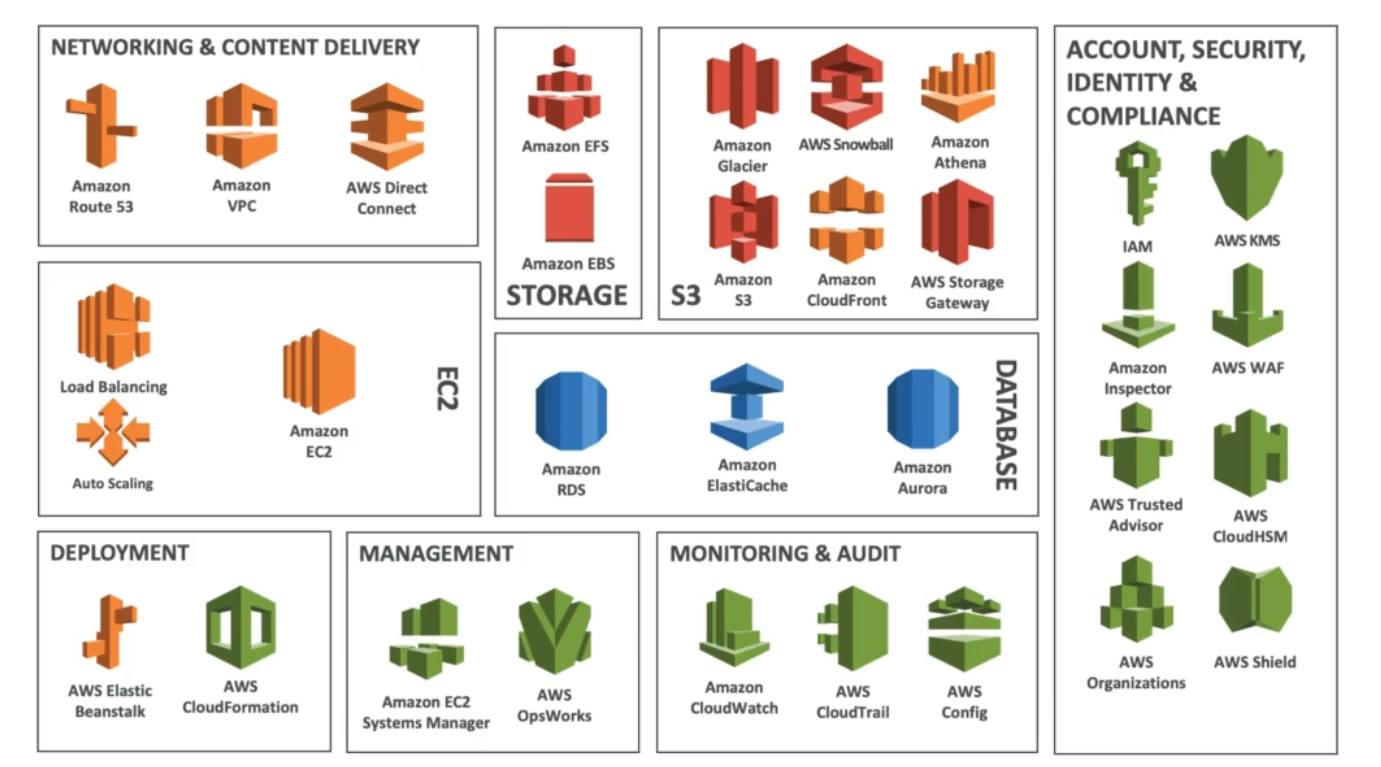 NETWORKING & CONTENT DELIVERY
Amazon
Route 53
Amazon
VPC
AWS Direct
Connect
Amazon EFS
Amazon EBS
STORAGE
Amazon
Glacier
AWS Snowball
Amazon
Athena
S3
Amazon
S3
Amazon
CloudFront
AWS Storage
Gateway
ACCOUNT, SECURITY,
IDENTITY &
COMPLIANCE
IAM
AWS KMS
Amazon
Inspector
AWS WAF
AWS Trusted
Advisor
AWS
CloudHSM
AWS
Organizations
AWS Shield
Load Balancing
Auto Scaling
Amazon
EC2
EC2
Amazon
RDS
Amazon
ElastiCache
Amazon
Aurora
DATABASE
DEPLOYMENT
AWS Elastic
Beanstalk
AWS
CloudFormation
MANAGEMENT
Amazon EC2
Systems Manager
AWS
OpsWorks
MONITORING & AUDIT
Amazon
CloudWatch
AWS
CloudTrail
AWS
Config